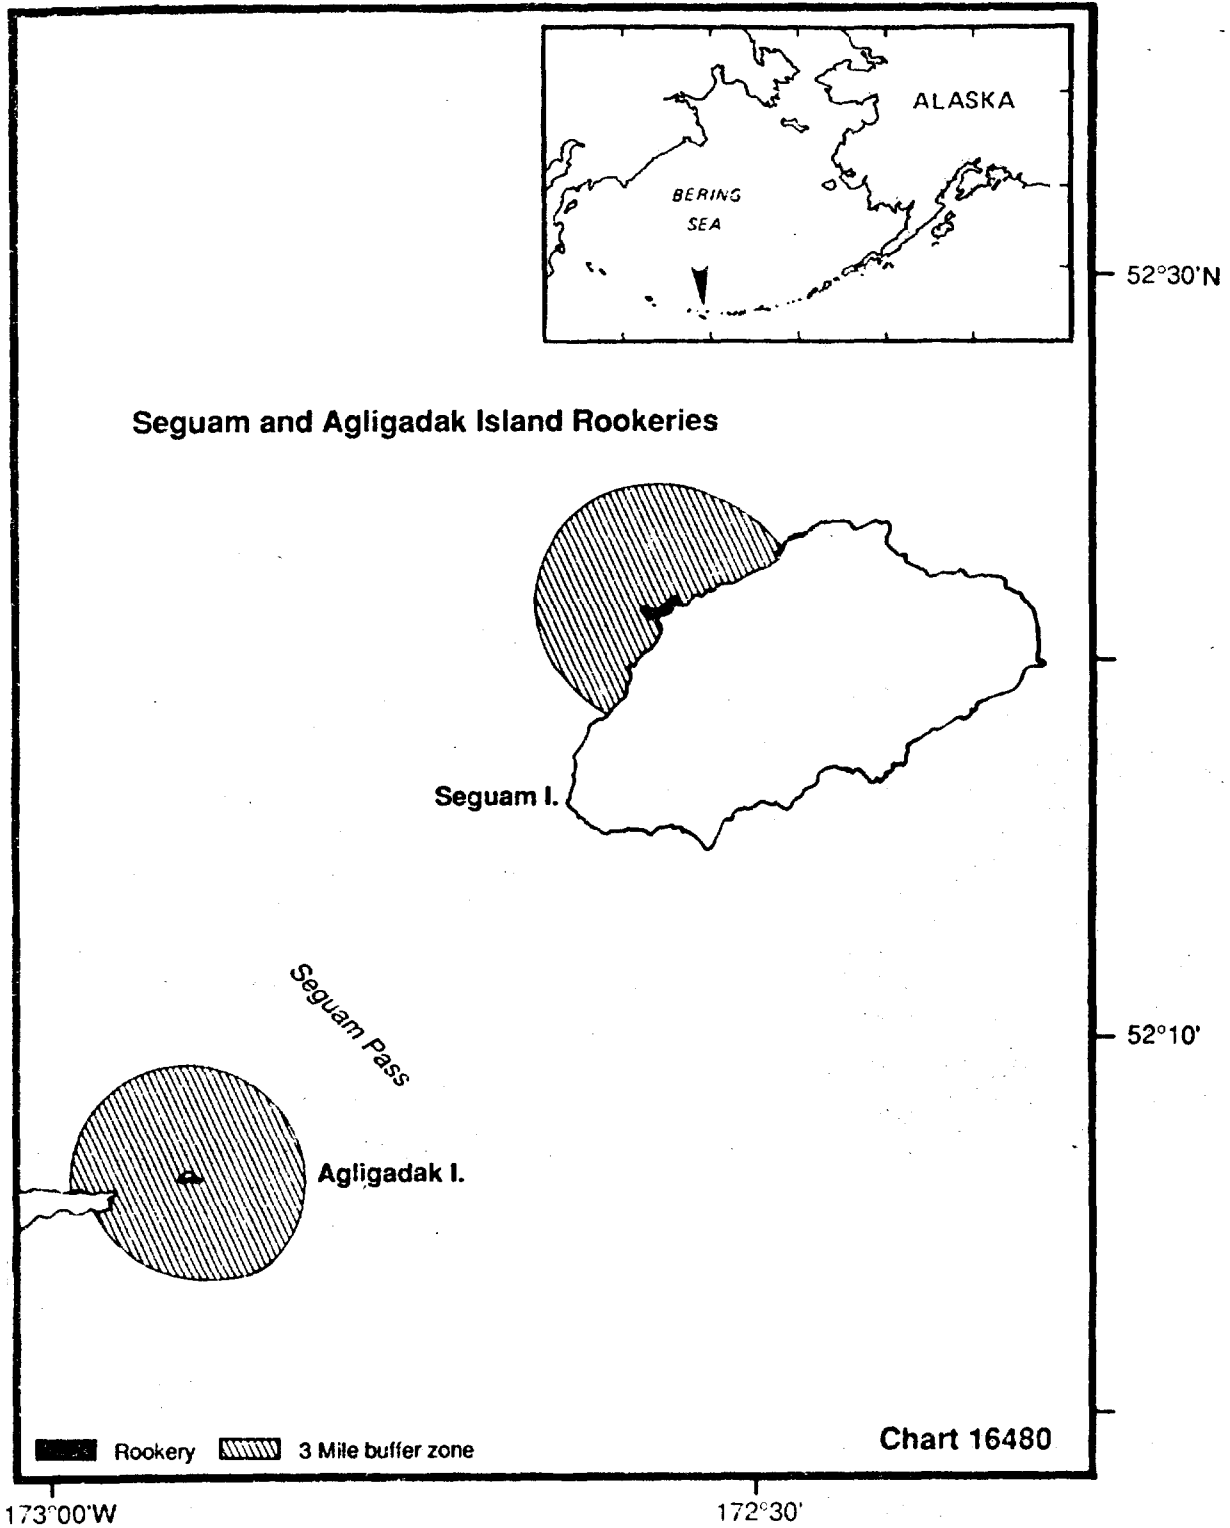 ALASKA
BERING
SEA
52°30'N
Seguam and Agligadak Island Rookeries
Seguam I.
Seguam Pass
52°10'
Agligadak I.
Chart 16480
Rookery
3 Mile buffer zone
173°00'W
172°30'